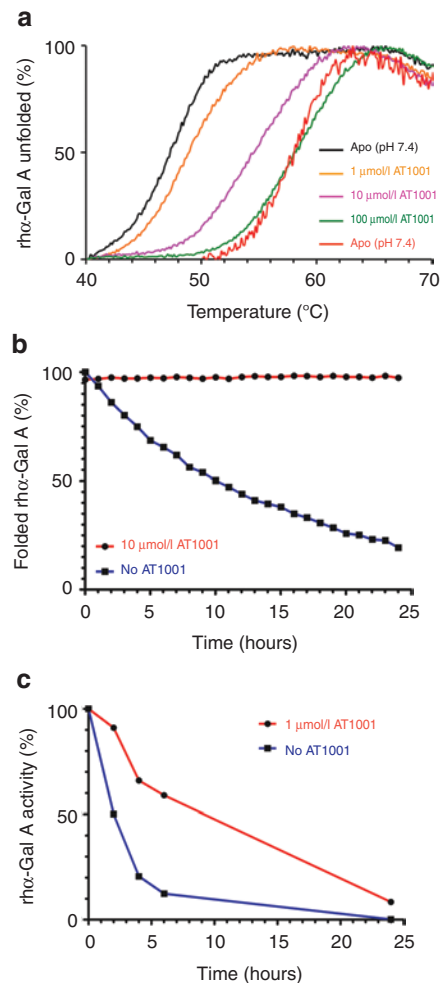 a
rhα-Gal A unfolded (%)
100
50
0
40
50
60
70
Temperature (°C)
Apo (pH 7.4)
1 μmol/l AT1001
10 μmol/l AT1001
100 μmol/l AT1001
Apo (pH 7.4)
b
Folded rhα-Gal A (%)
100
50
0
10 μmol/l AT1001
No AT1001
0
5
10
15
20
25
Time (hours)
c
rhα-Gal A activity (%)
100
50
0
1 μmol/l AT1001
No AT1001
0
5
10
15
20
25
Time (hours)